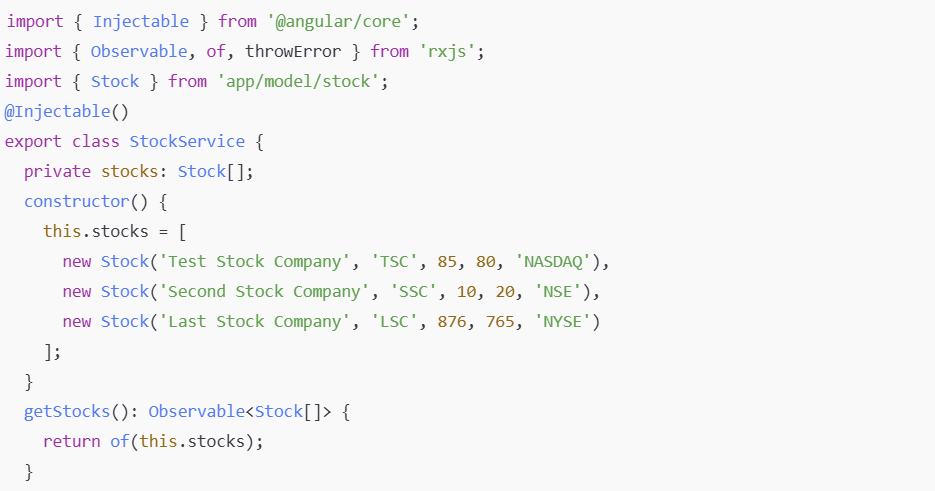 import { Injectable } from '@angular/core';
import { Observable, of, throwError } from 'rxjs';
import { Stock } from 'app/model/stock';
@Injectable()
export class StockService {
  private stocks: Stock[];
  constructor() {
    this.stocks = [
      new Stock('Test Stock Company', 'TSC', 85, 80, 'NASDAQ'),
      new Stock('Second Stock Company', 'SSC', 10, 20, 'NSE'),
      new Stock('Last Stock Company', 'LSC', 876, 765, 'NYSE')
    ];
  }
  getStocks(): Observable<Stock[]> {
    return of(this.stocks);
  }